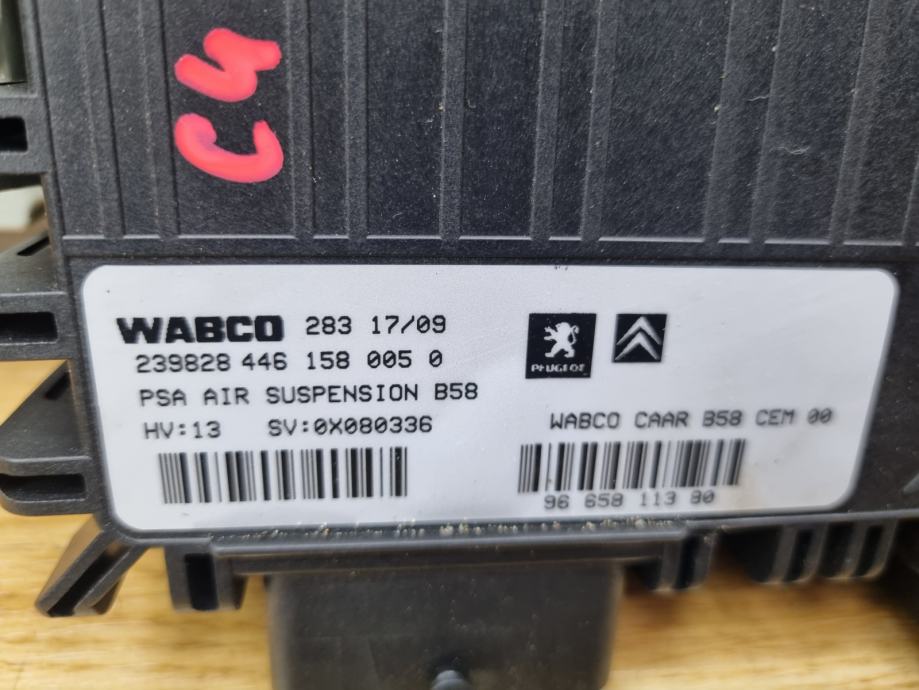 C4
WABCO 283 17/09
239828 446 158 005 0
PSA AIR SUSPENSION B58
HV:13 SV:0X080336
PEUGEOT
WABCO CAAR B58 CEM 00
96 658 113 80